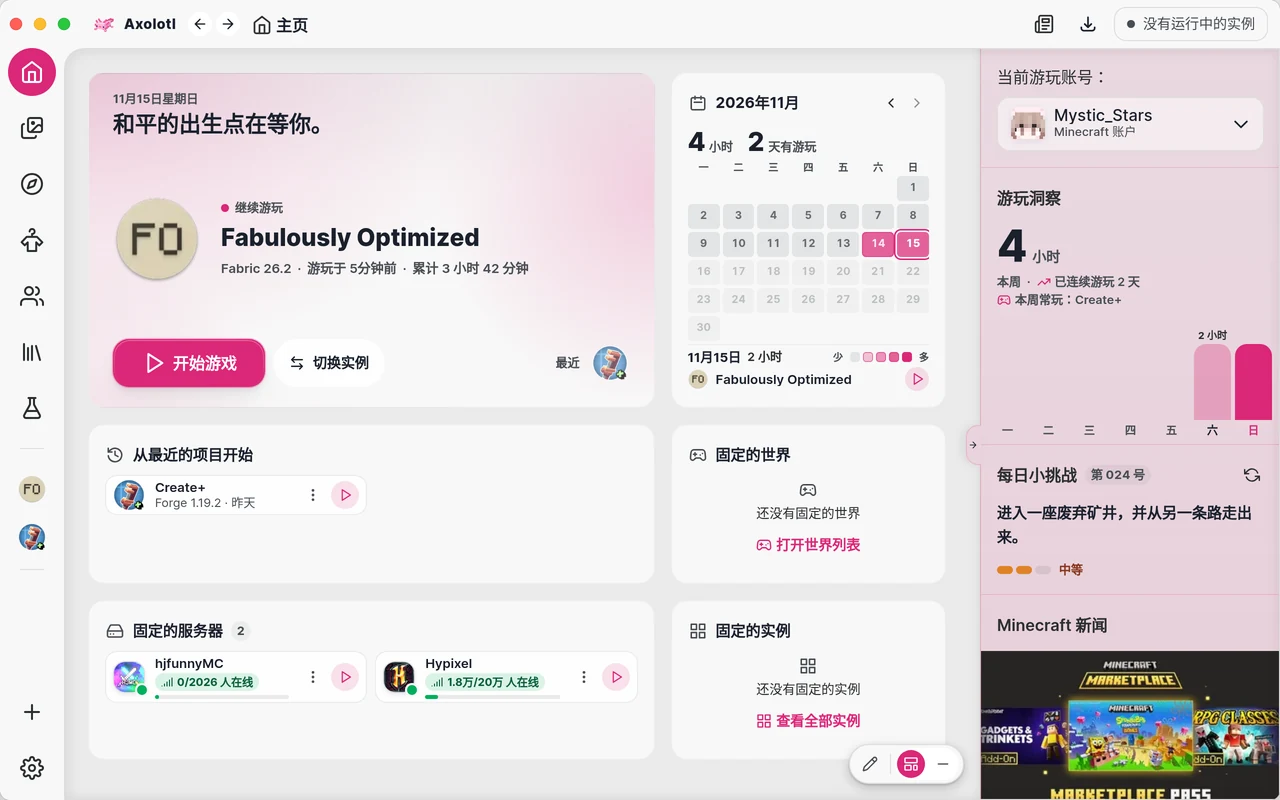 Axolotl
主页
没有运行中的实例
11月15日星期日
和平的出生点在等你。
FO
继续游玩
Fabulously Optimized
Fabric 26.2 · 游玩于 5分钟前 · 累计 3 小时 42 分钟
开始游戏
切换实例
最近
2026年11月
4 小时 2 天有游玩
一 二 三 四 五 六 日
1
2 3 4 5 6 7 8
9 10 11 12 13 14 15
16 17 18 19 20 21 22
23 24 25 26 27 28 29
30
11月15日 2 小时
少 多
FO
Fabulously Optimized
从最近的项目开始
Create+
Forge 1.19.2 · 昨天
固定的世界
还没有固定的世界
打开世界列表
固定的服务器 2
hjfunnyMC
0/2026 人在线
Hypixel
1.8万/20万 人在线
固定的实例
还没有固定的实例
查看全部实例
FO
当前游玩账号：
Mystic_Stars
Minecraft 账户
游玩洞察
4 小时
本周 · 已连续游玩 2 天
本周常玩：Create+
2 小时
一 二 三 四 五 六 日
每日小挑战 第 024 号
进入一座废弃矿井，并从另一条路走出
来。
中等
Minecraft 新闻
MINECRAFT
MARKETPLACE
GADGETS &
TRINKETS
Add-On
MINECRAFT
RPG CLASSES
Add-On
MARKETPLACE PASS